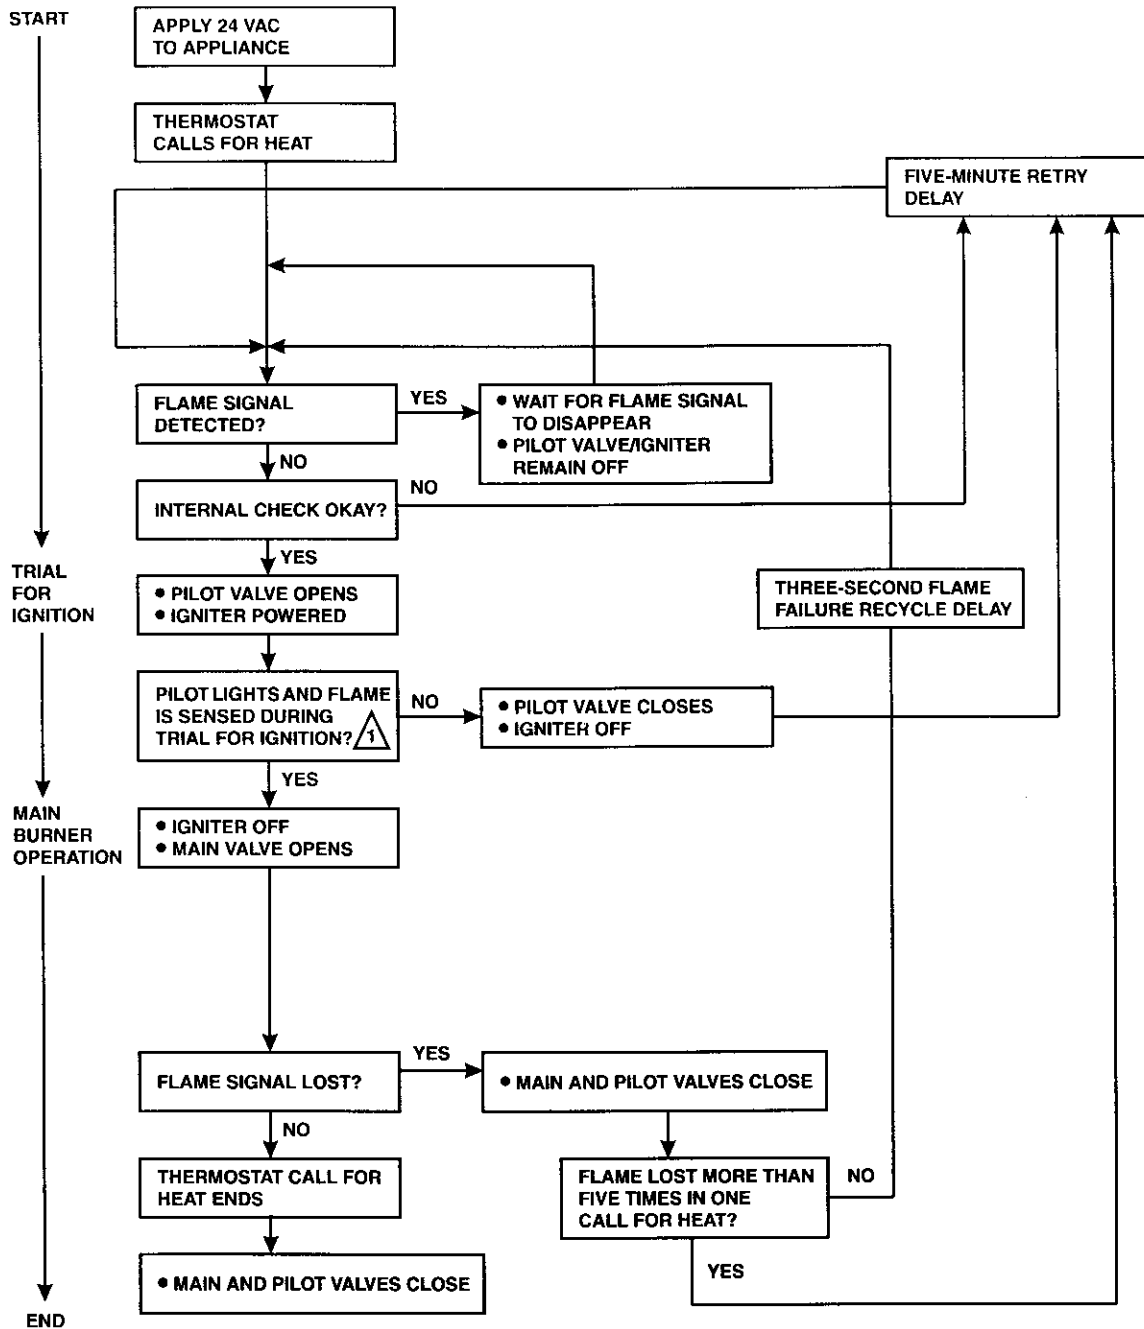 START
APPLY 24 VAC
TO APPLIANCE
THERMOSTAT
CALLS FOR HEAT
FIVE-MINUTE RETRY
DELAY
FLAME SIGNAL
DETECTED?
YES
● WAIT FOR FLAME SIGNAL
TO DISAPPEAR
● PILOT VALVE/IGNITER
REMAIN OFF
NO
INTERNAL CHECK OKAY?
NO
YES
TRIAL
FOR
IGNITION
● PILOT VALVE OPENS
● IGNITER POWERED
THREE-SECOND FLAME
FAILURE RECYCLE DELAY
PILOT LIGHTS AND FLAME
IS SENSED DURING
TRIAL FOR IGNITION?
1
NO
● PILOT VALVE CLOSES
● IGNITER OFF
YES
MAIN
BURNER
OPERATION
● IGNITER OFF
● MAIN VALVE OPENS
FLAME SIGNAL LOST?
YES
● MAIN AND PILOT VALVES CLOSE
NO
THERMOSTAT CALL FOR
HEAT ENDS
FLAME LOST MORE THAN
FIVE TIMES IN ONE
CALL FOR HEAT?
NO
YES
● MAIN AND PILOT VALVES CLOSE
END